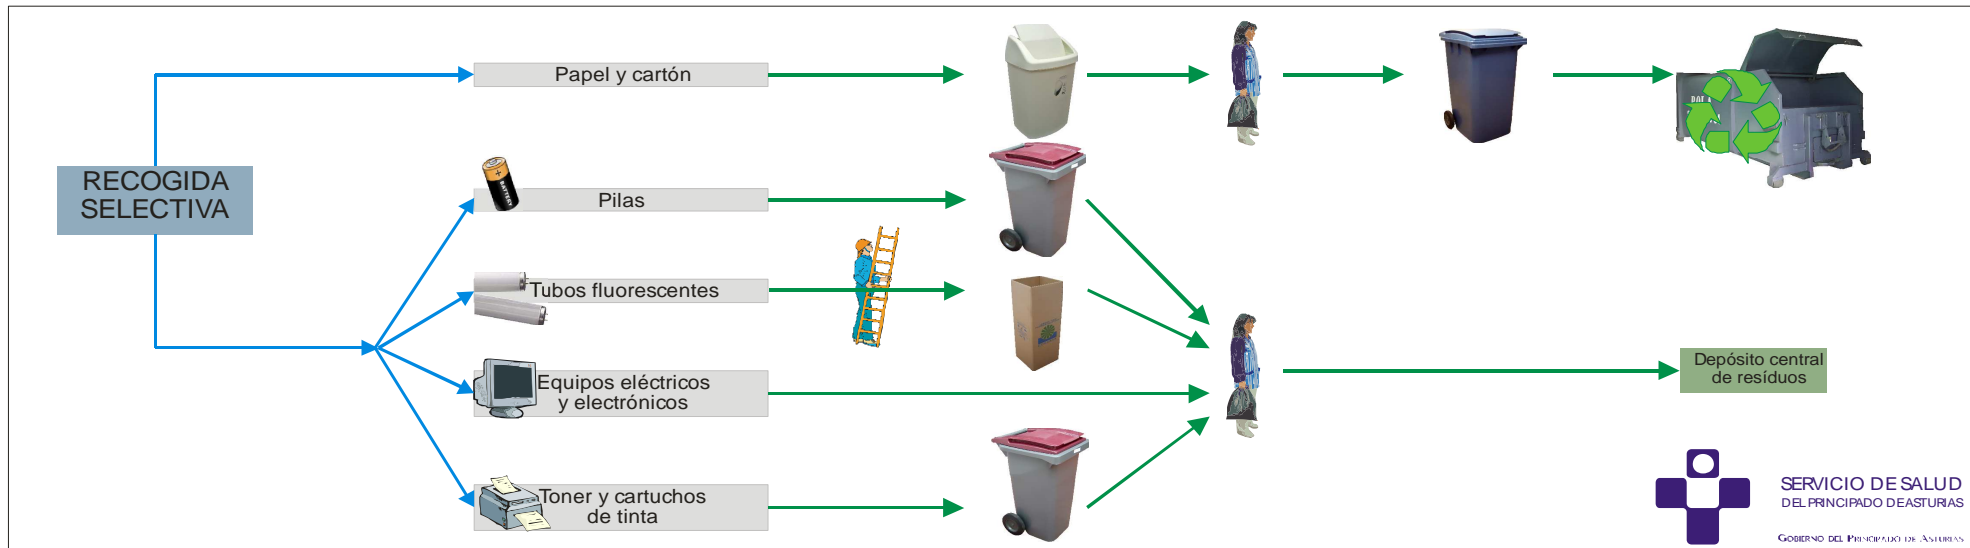 Papel y cartón
RECOGIDA
SELECTIVA
BATTERY
Pilas
Tubos fluorescentes
Equipos eléctricos
y electrónicos
Depósito central
de resíduos
Toner y cartuchos
de tinta
SERVICIO DE SALUD
DEL PRINCIPADO DE ASTURIAS
GOBIERNO DEL PRINCIPADO DE ASTURIAS